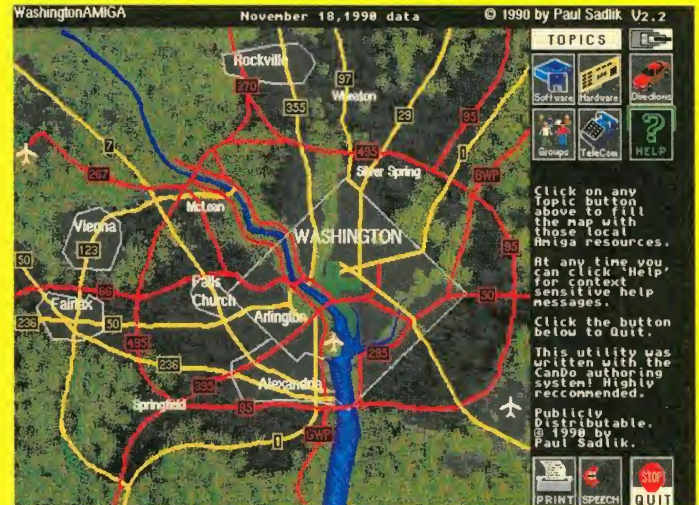 WashingtonAMIGA
November 18,1990 data
© 1990 by Paul Sadlik V2.2
TOPICS
Software
Hardware
Directions
Groups
TeleCom
HELP
Click on any
Topic button
above to fill
the map with
those local
Amiga resources.
At any time you
can click 'Help'
for context
sensitive help
messages.
Click the button
below to Quit.
This utility was
written with the
CanDo authoring
system! Highly
reccommended.
Publicly
Distributable.
© 1990 by
Paul Sadlik.
PRINT
SPEECH
STOP
QUIT
Rockville
270
97
Wheaton
355
29
95
1
7
495
Silver Spring
BWP
267
McLean
Vienna
123
WASHINGTON
95
50
66
Falls
Church
50
Fairfax
Arlington
236
50
495
236
295
395
Alexandria
Springfield
95
1
GWP